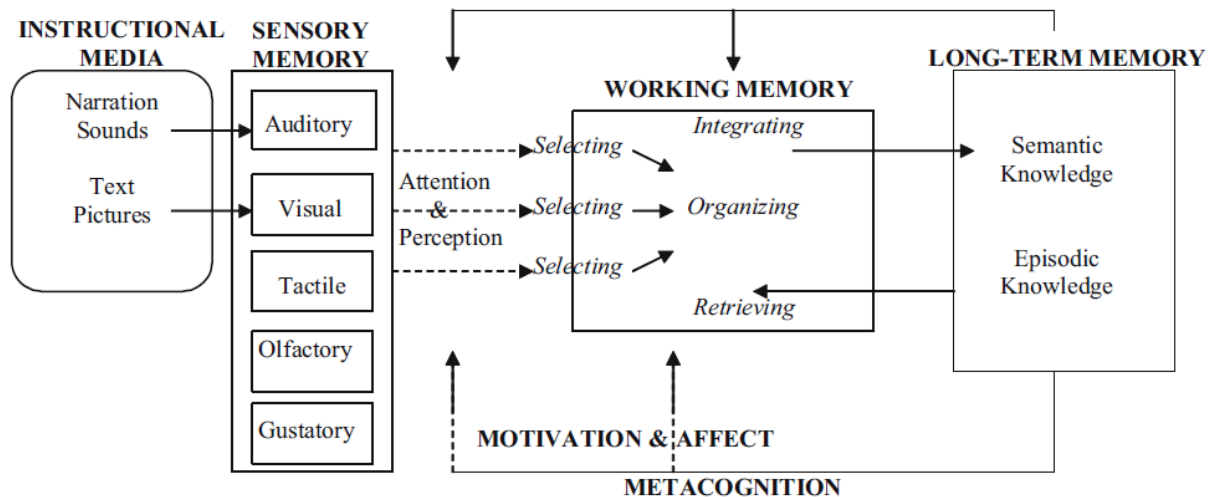 INSTRUCTIONAL
MEDIA
Narration
Sounds
Text
Pictures
SENSORY
MEMORY
Auditory
Visual
Tactile
Olfactory
Gustatory
Attention
&
Perception
Selecting
Selecting
Selecting
WORKING MEMORY
Integrating
Organizing
Retrieving
LONG-TERM MEMORY
Semantic
Knowledge
Episodic
Knowledge
MOTIVATION & AFFECT
METACOGNITION